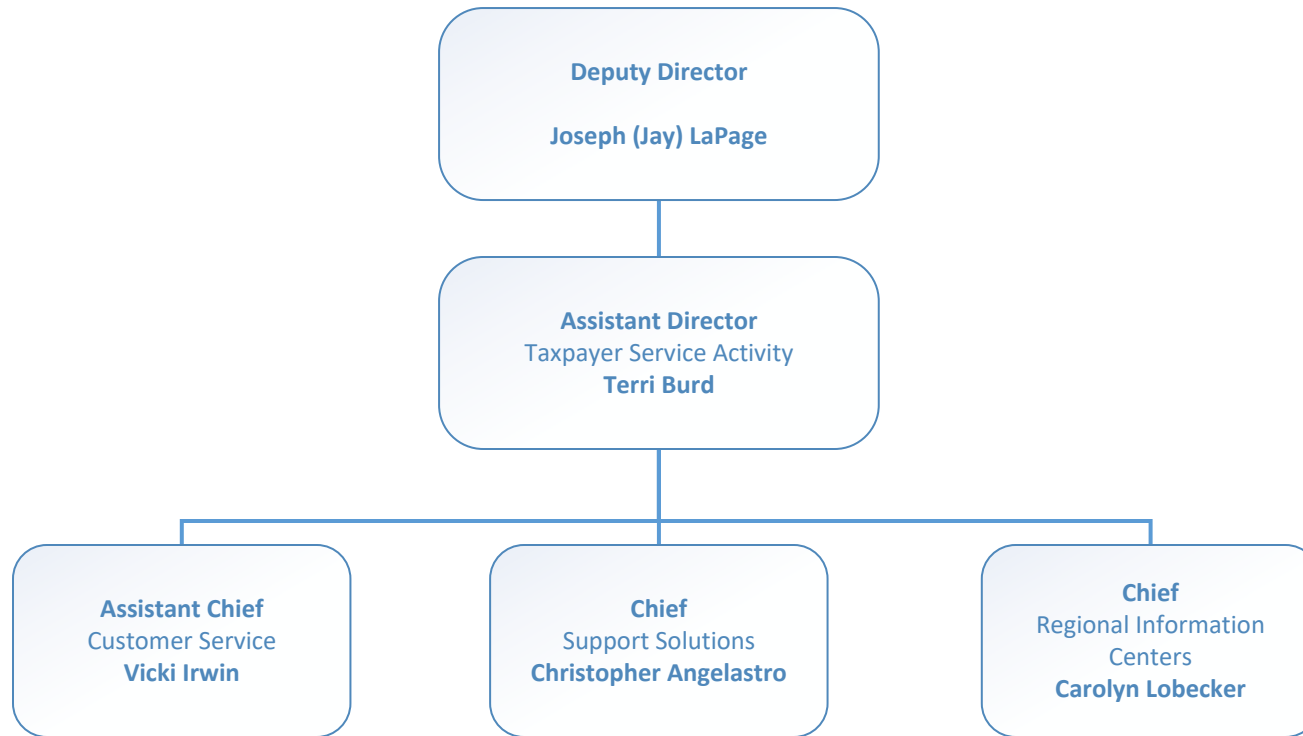 Deputy Director
Joseph (Jay) LaPage
Assistant Director
Taxpayer Service Activity
Terri Burd
Assistant Chief
Customer Service
Vicki Irwin
Chief
Support Solutions
Christopher Angelastro
Chief
Regional Information
Centers
Carolyn Lobecker